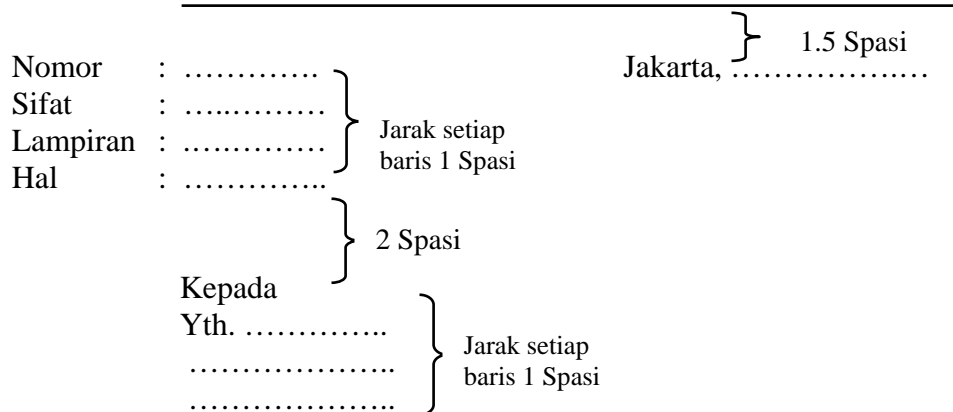 1.5 Spasi
Nomor : …………. Jakarta, …………….…
Sifat : …..………
Lampiran : ….………
Jarak setiap
baris 1 Spasi
Hal : …………..
2 Spasi
Kepada
Yth. …………..
………………..
………………..
Jarak setiap
baris 1 Spasi